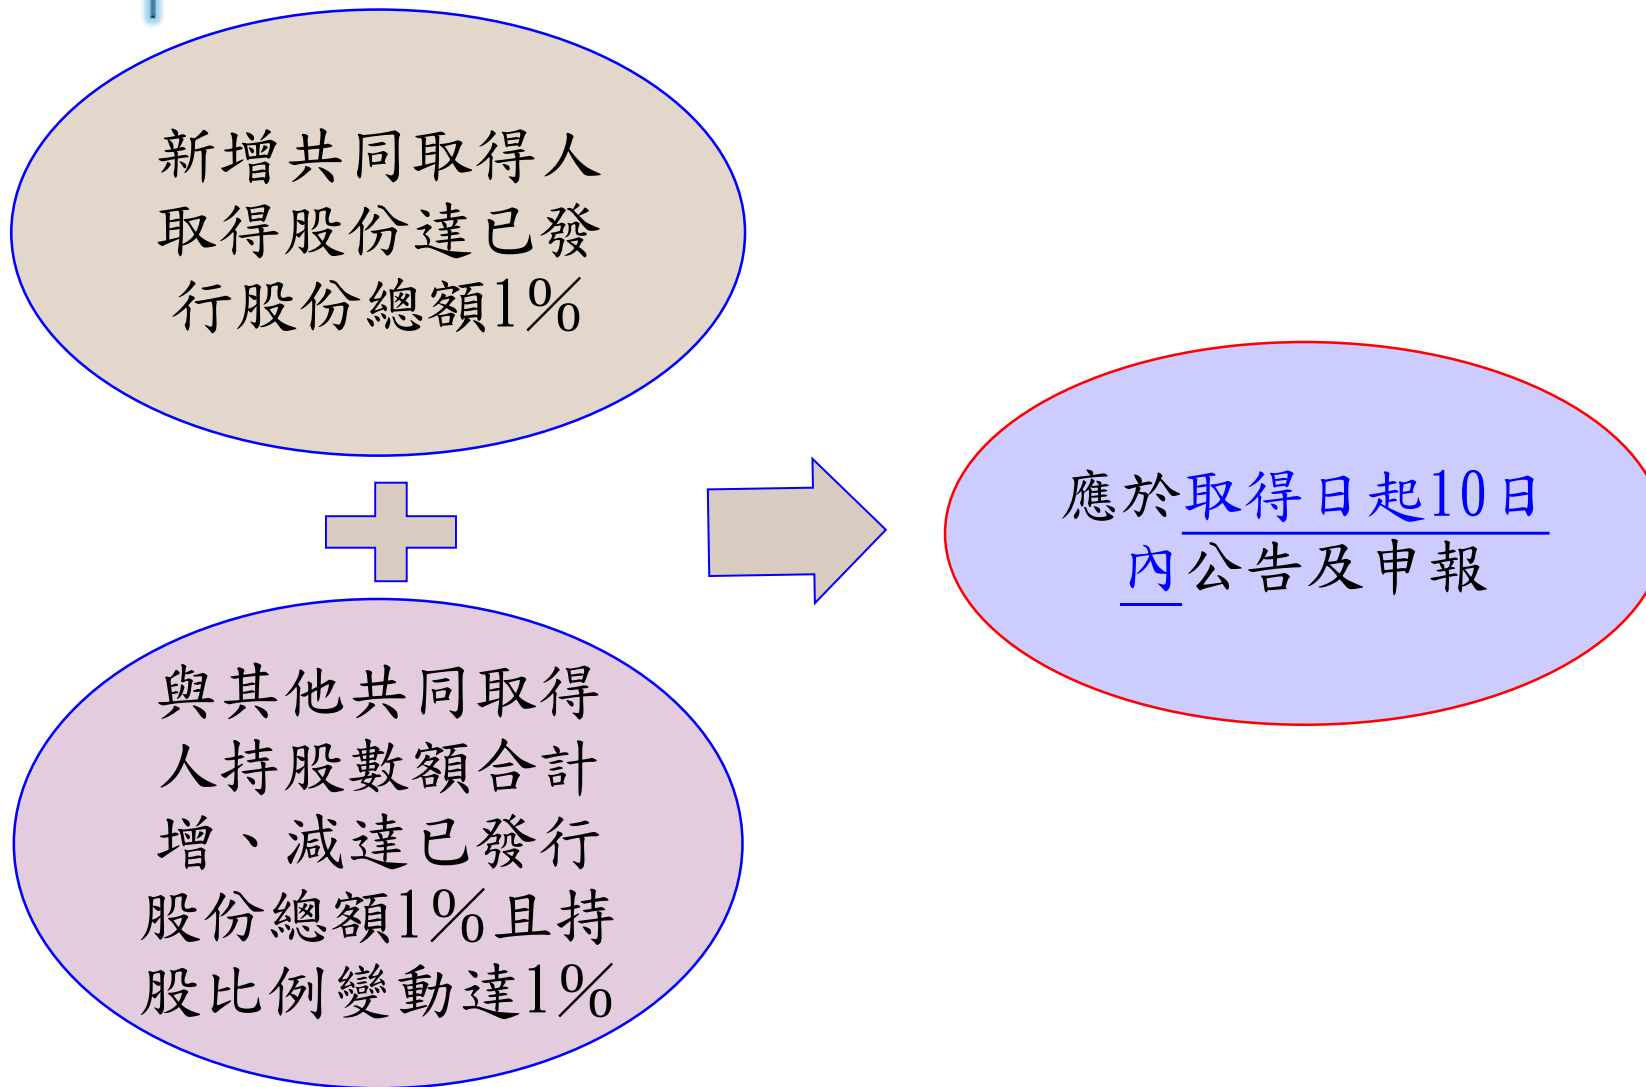 新增共同取得人
取得股份達已發
行股份總額1%
與其他共同取得
人持股數額合計
增、減達已發行
股份總額1%且持
股比例變動達1%
應於取得日起10日
內公告及申報